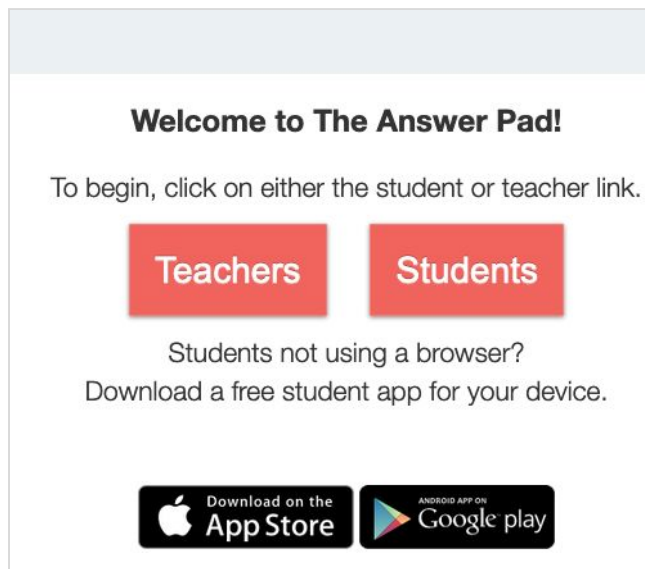 Welcome to The Answer Pad!
To begin, click on either the student or teacher link.
Teachers
Students
Students not using a browser?
Download a free student app for your device.
Download on the
App Store
ANDROID APP ON
Google play